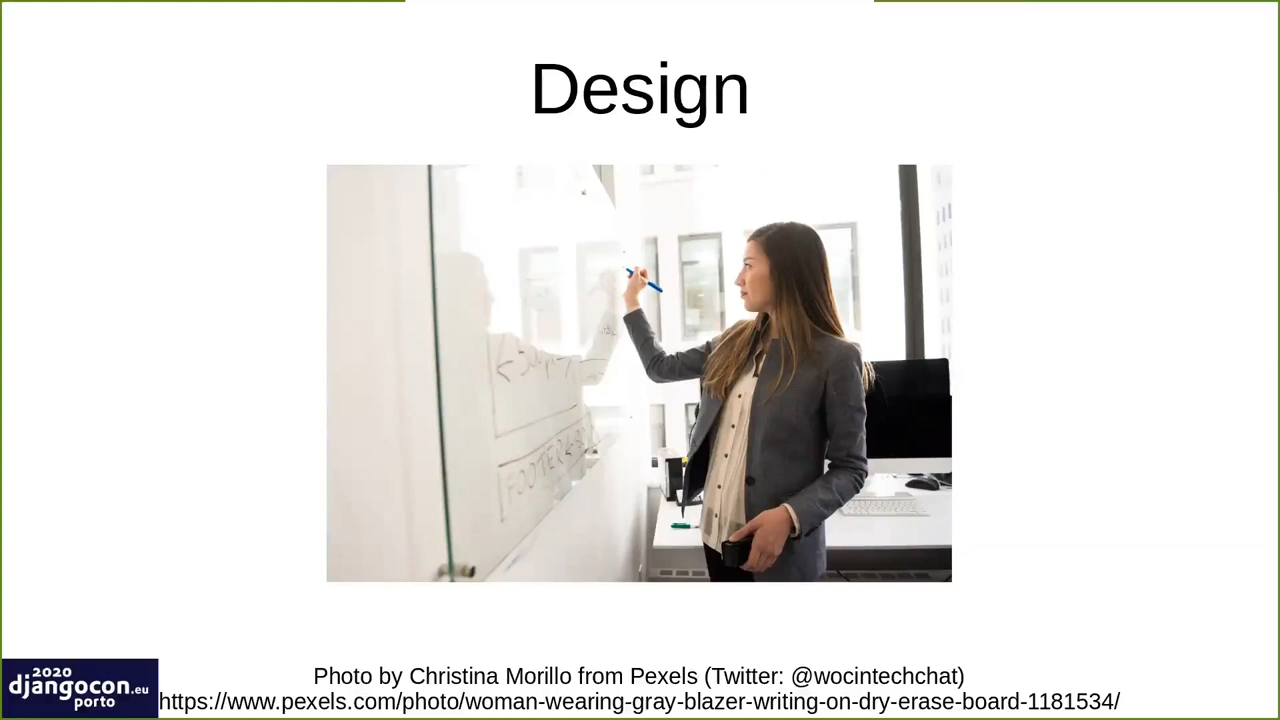 Design
FOOTER
2020
djangocon.eu
porto
Photo by Christina Morillo from Pexels (Twitter: @wocintechchat)
https://www.pexels.com/photo/woman-wearing-gray-blazer-writing-on-dry-erase-board-1181534/